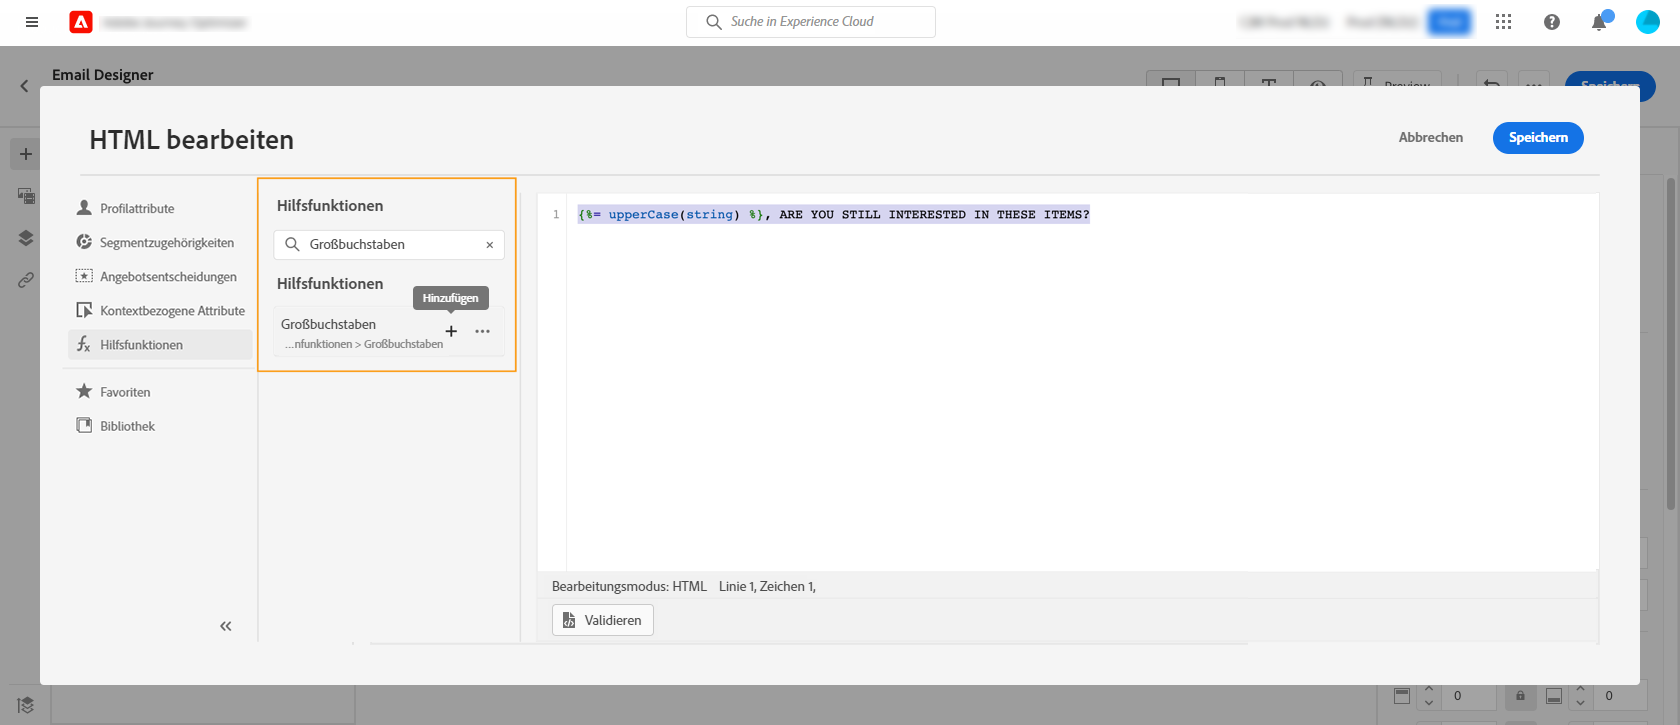 Suche in Experience Cloud
Email Designer
Preview
Speichern
HTML bearbeiten
Abbrechen
Speichern
Profilattribute
Segmentzugehörigkeiten
Angebotsentscheidungen
Kontextbezogene Attribute
Hilfsfunktionen
Favoriten
Bibliothek
Hilfsfunktionen
Großbuchstaben
Hilfsfunktionen
Hinzufügen
Großbuchstaben
...nfunktionen > Großbuchstaben
1 {%= upperCase(string) %}, ARE YOU STILL INTERESTED IN THESE ITEMS?
Bearbeitungsmodus: HTML Linie 1, Zeichen 1,
Validieren
0
0